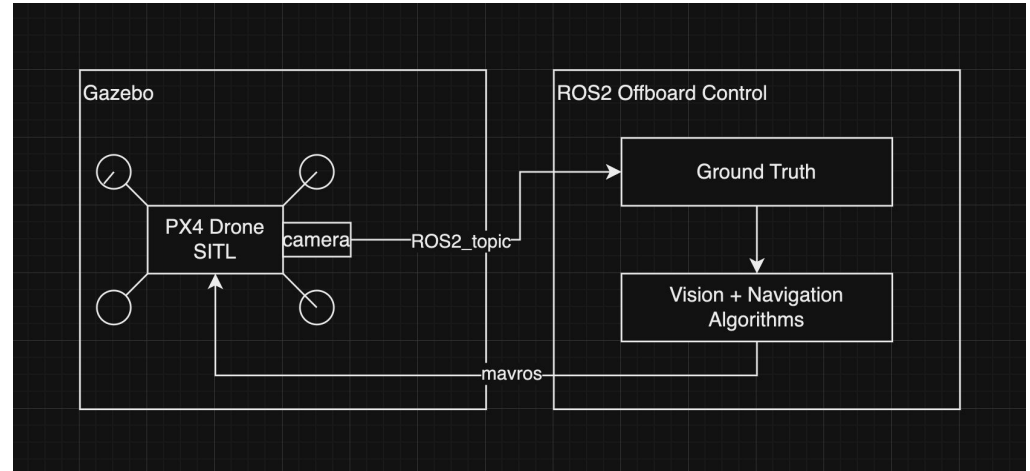 Gazebo
ROS2 Offboard Control
PX4 Drone
SITL
camera
ROS2_topic
Ground Truth
Vision + Navigation
Algorithms
mavros